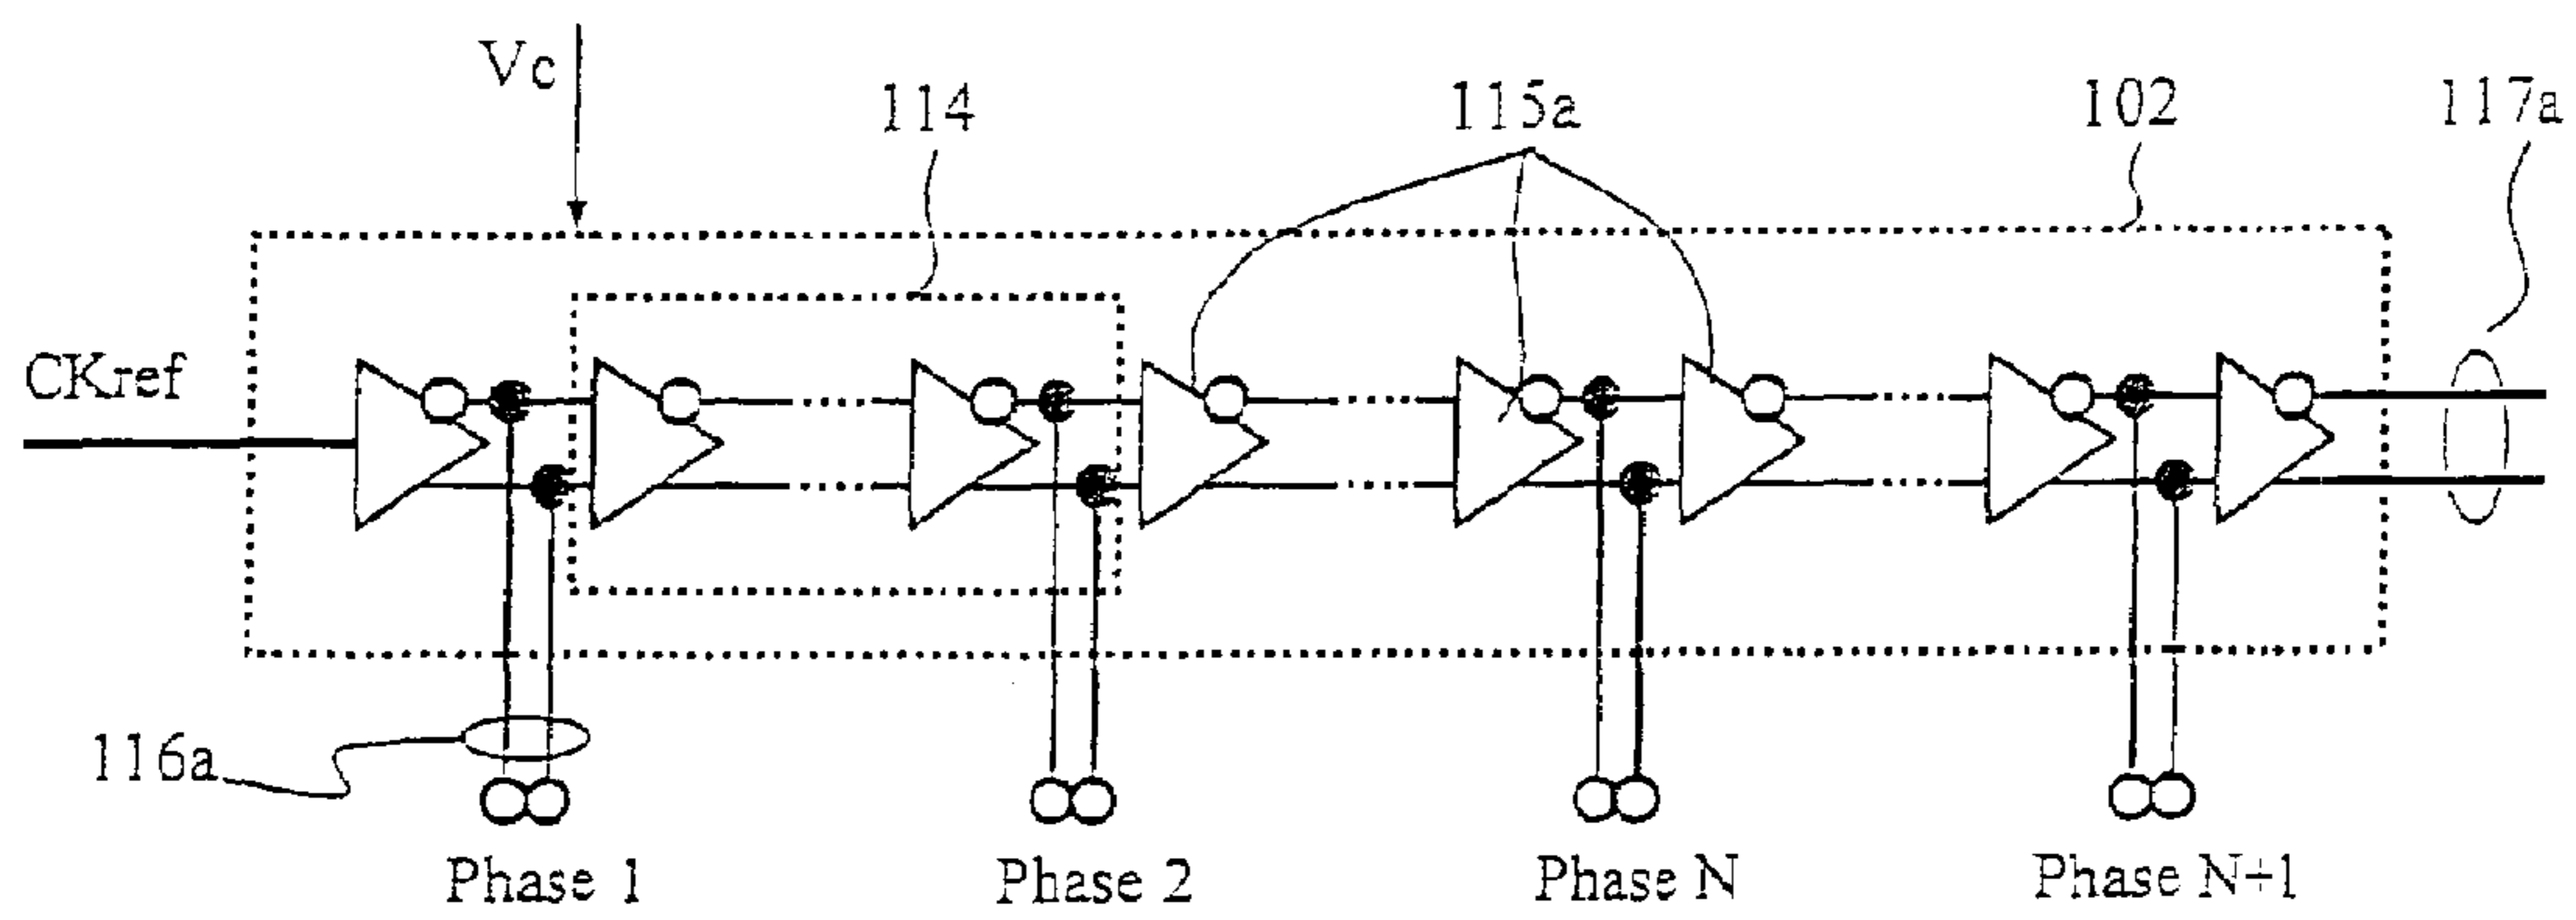 Vc
114
115a
102
117a
CKref
116a
Phase 1
Phase 2
Phase N
Phase N+1